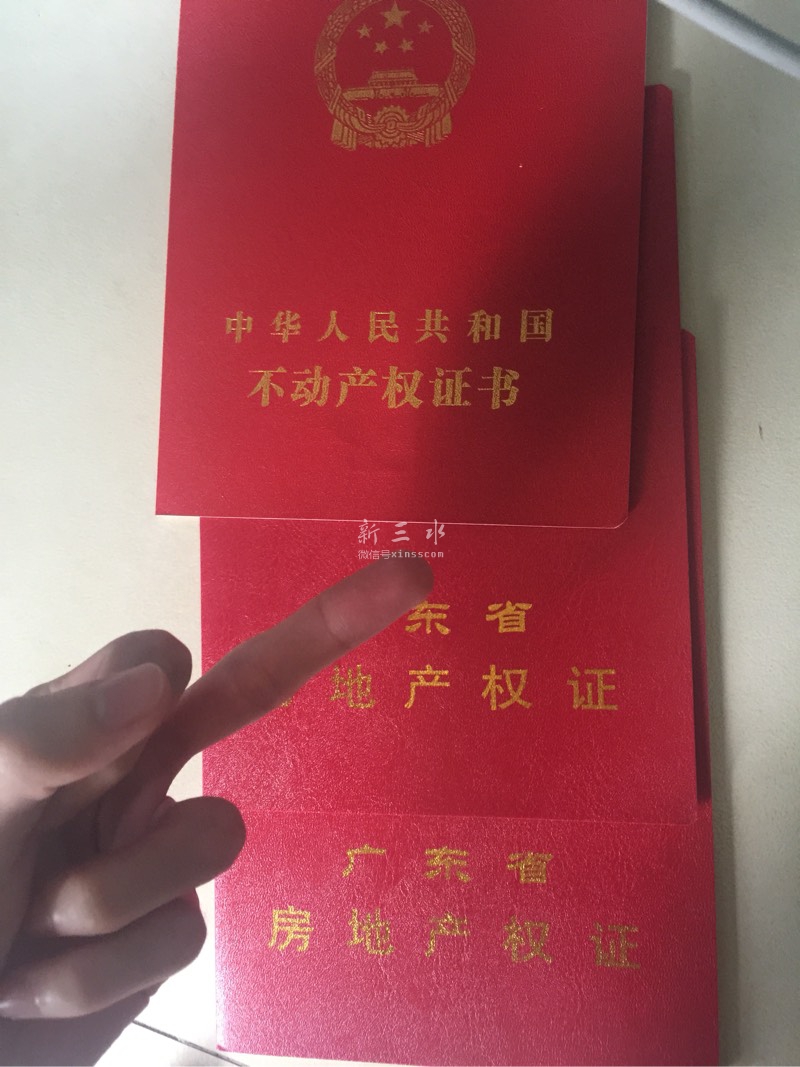 中华人民共和国
不动产权证书
新三水
微信号xinsscom
东省
地产权证
广东省
房地产权证